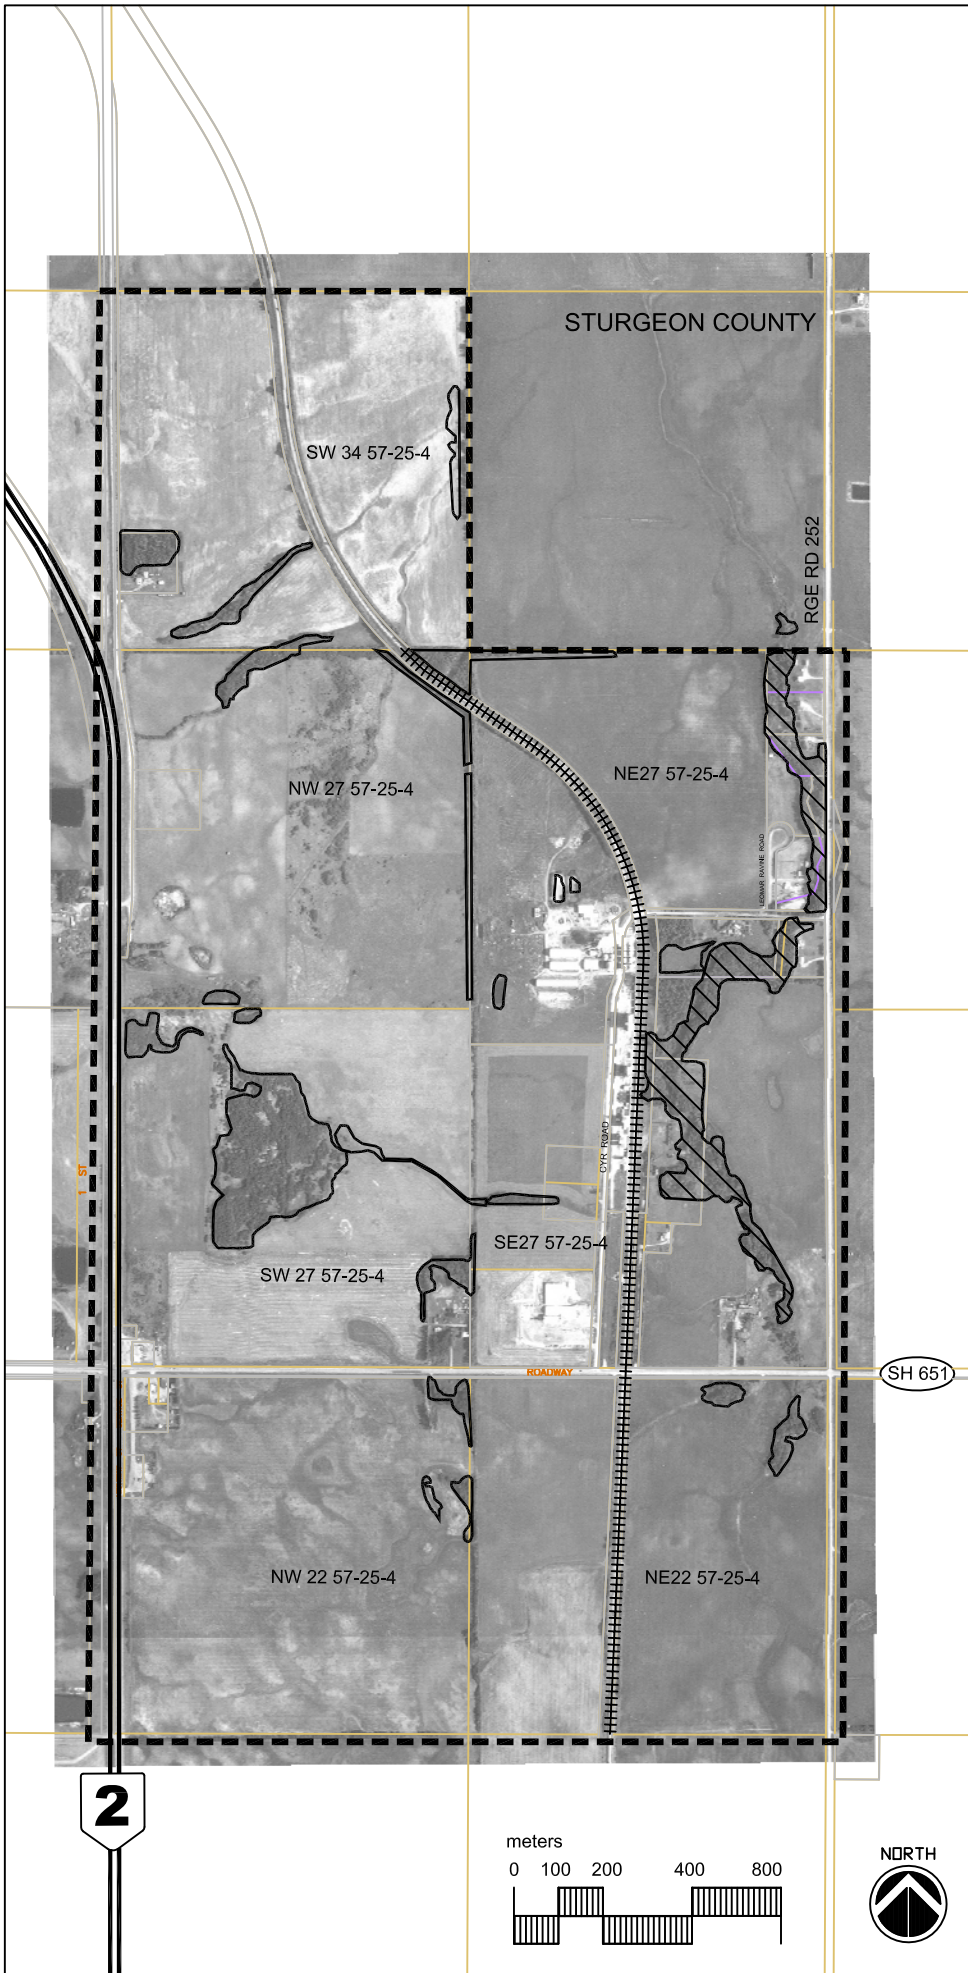 STURGEON COUNTY
SW 34 57-25-4
RGE RD 252
NW 27 57-25-4
NE27 57-25-4
LEOMAR RAVINE ROAD
CYR ROAD
1 ST
SE27 57-25-4
SW 27 57-25-4
ROADWAY
SH 651
NW 22 57-25-4
NE22 57-25-4
2
meters
0 100 200 400 800
NORTH